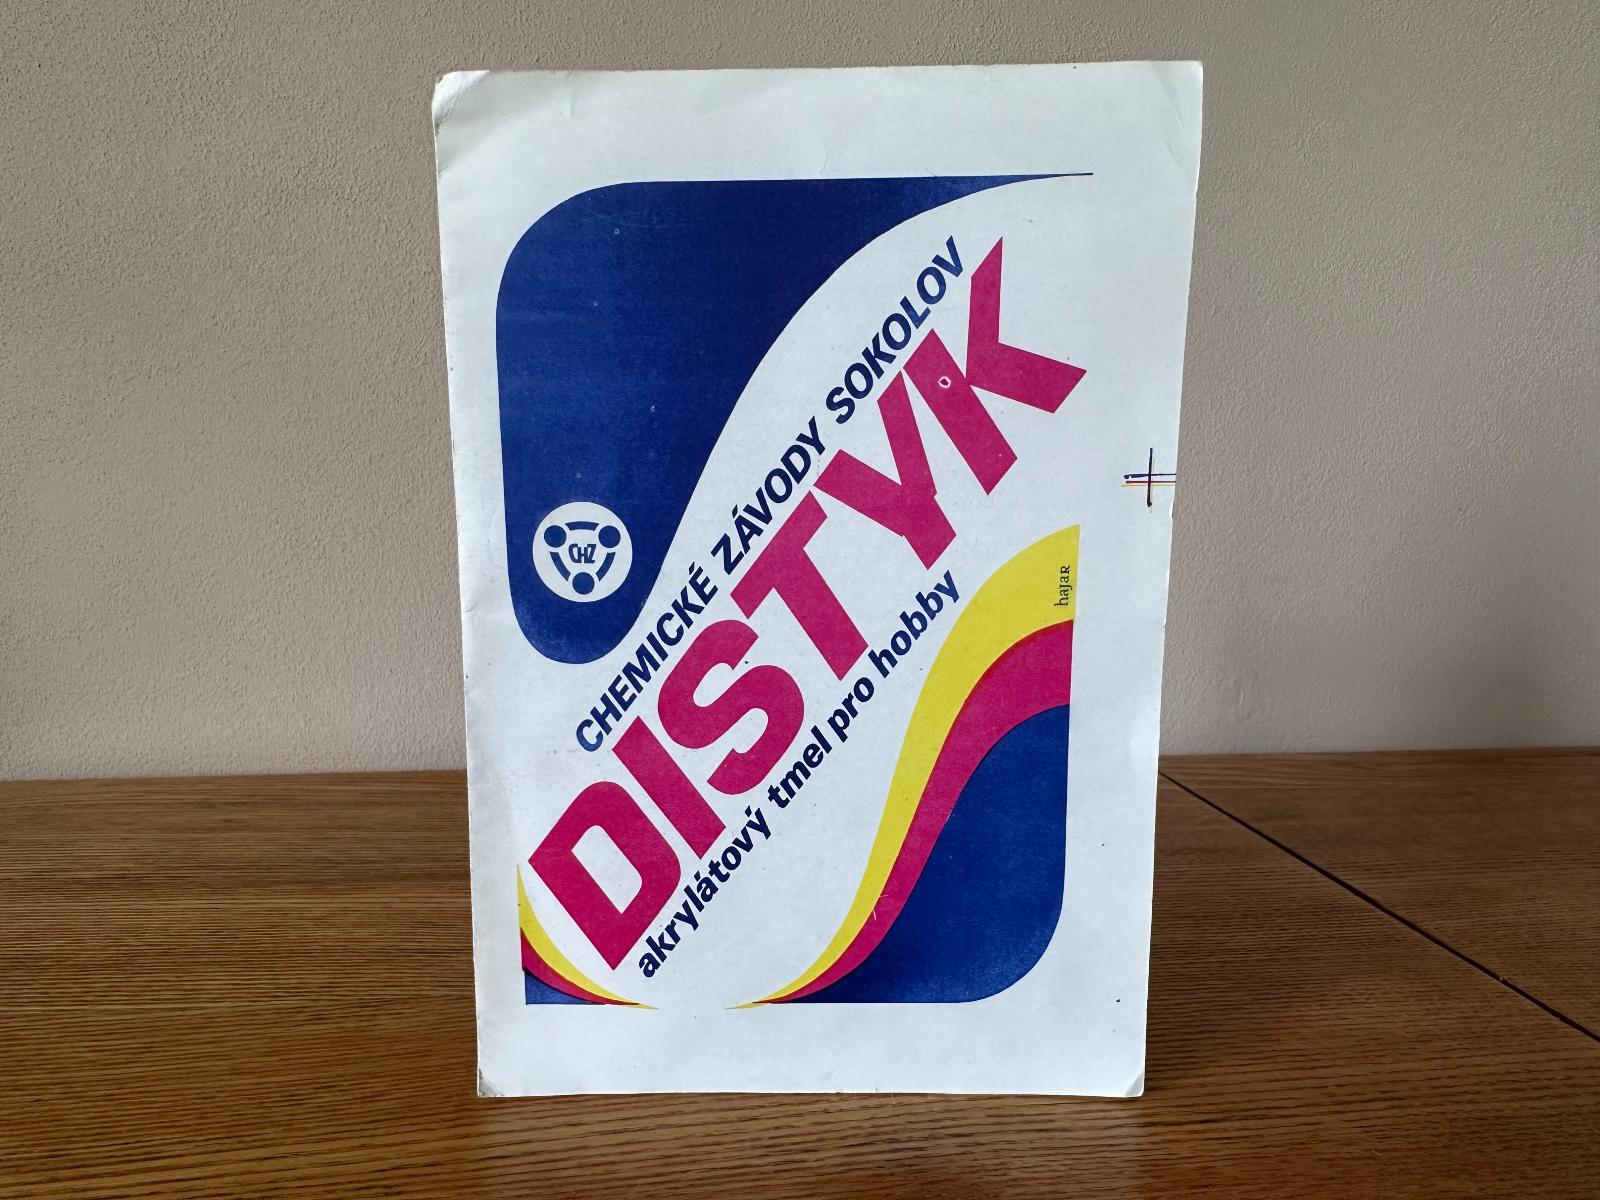 CHEMICKÉ ZÁVODY SOKOLOV
DISTYK
akrylátový tmel pro hobby
CHZ
haJaR